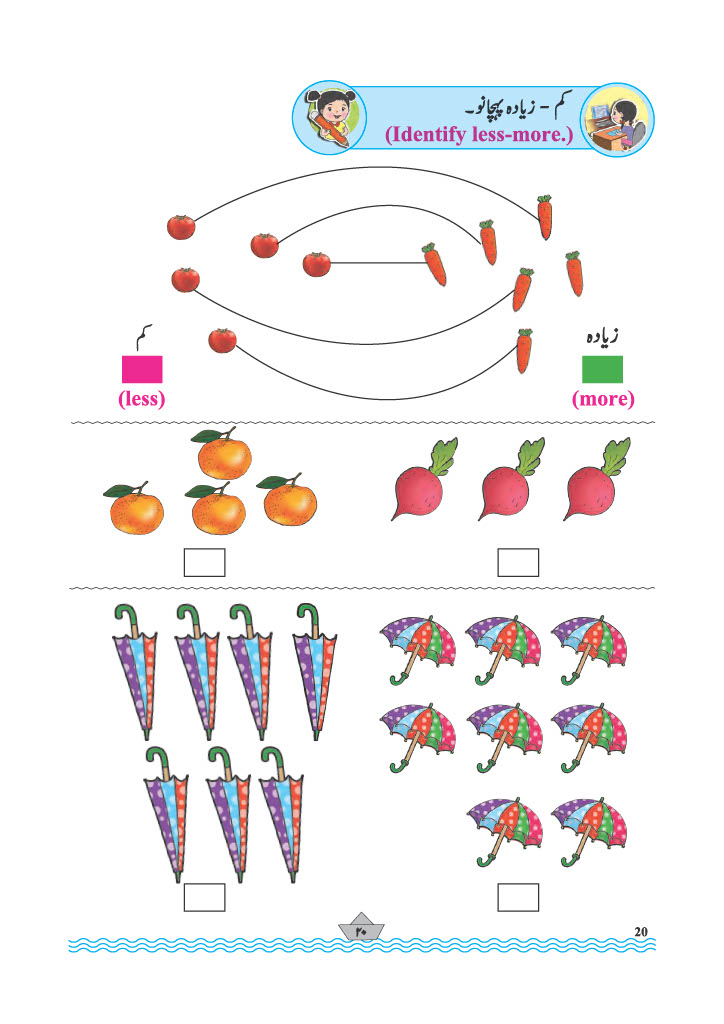 کم - زیادہ پہچانو۔
(Identify less-more.)
کم
(less)
زیادہ
(more)
۲۰
20